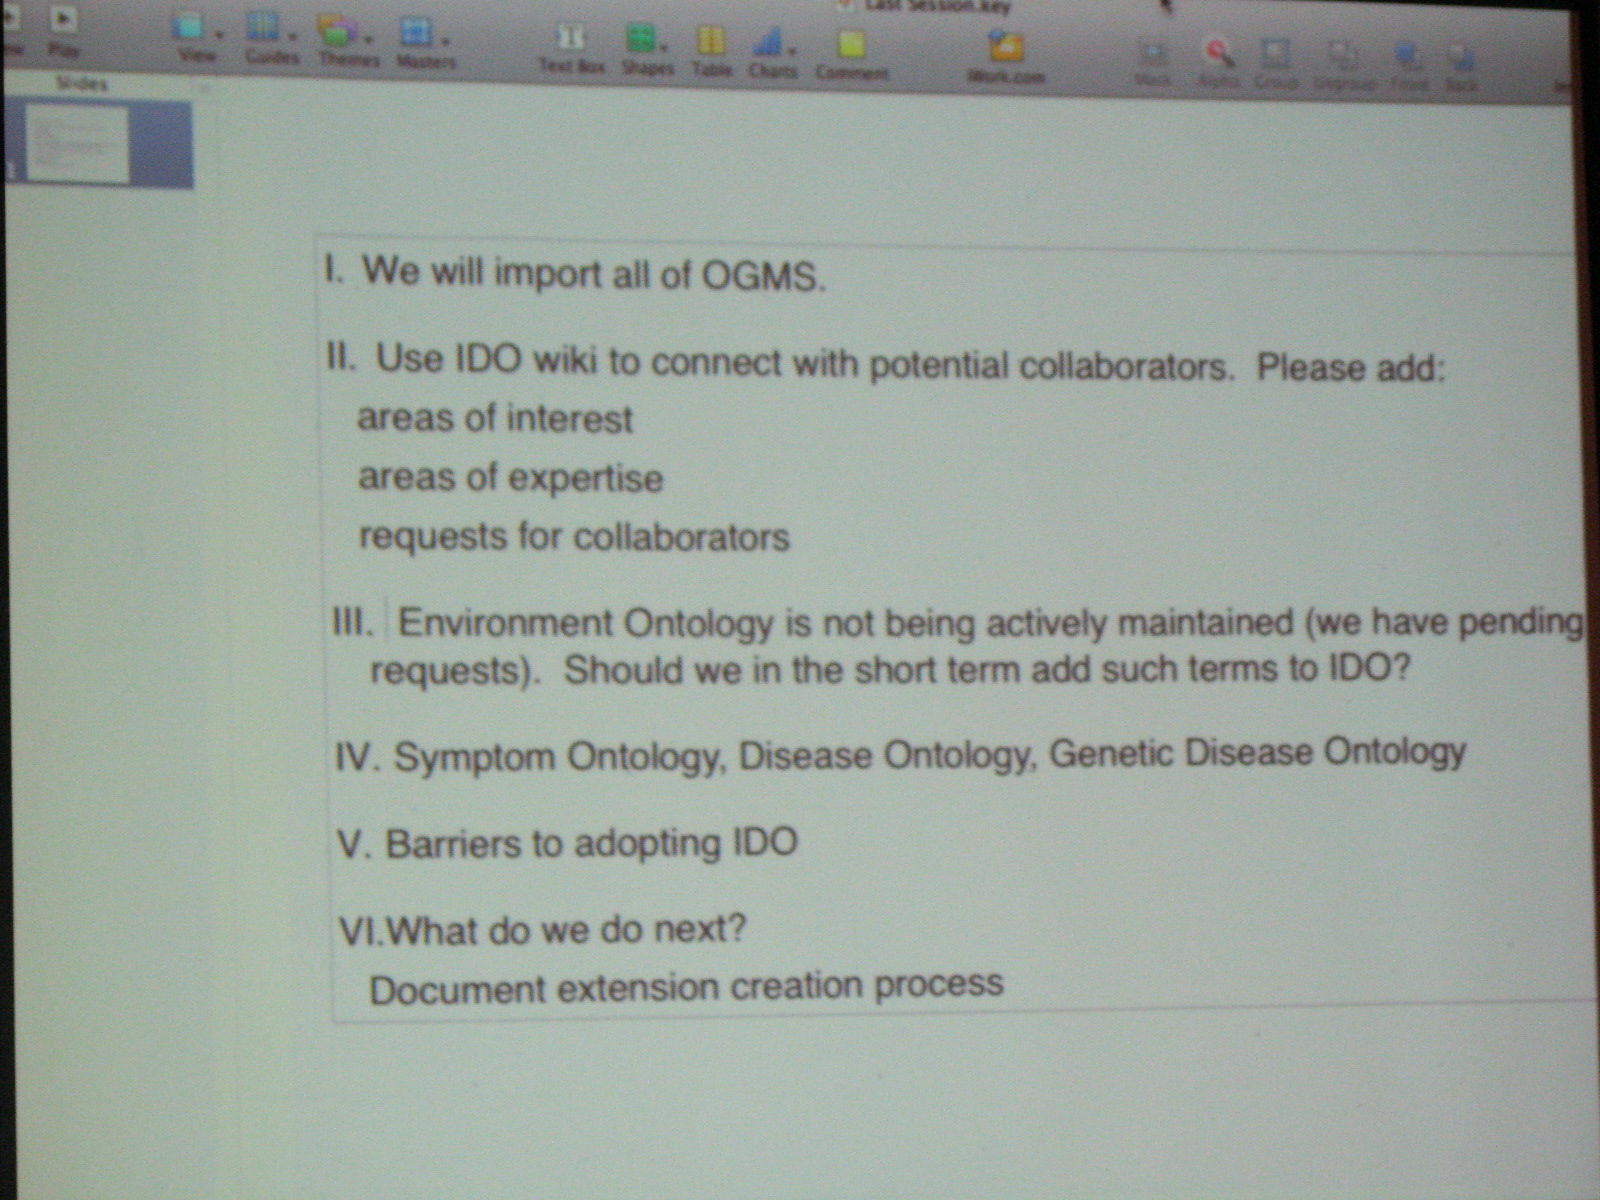 Last Session.key
Play
View
Guides
Themes
Masters
Text Box
Shapes
Table
Charts
Comment
iWork.com
Mask
Alpha
Group
Ungroup
Front
Back
Slides
I. We will import all of OGMS.
II. Use IDO wiki to connect with potential collaborators. Please add:
areas of interest
areas of expertise
requests for collaborators
III. Environment Ontology is not being actively maintained (we have pending
requests). Should we in the short term add such terms to IDO?
IV. Symptom Ontology, Disease Ontology, Genetic Disease Ontology
V. Barriers to adopting IDO
VI.What do we do next?
Document extension creation process